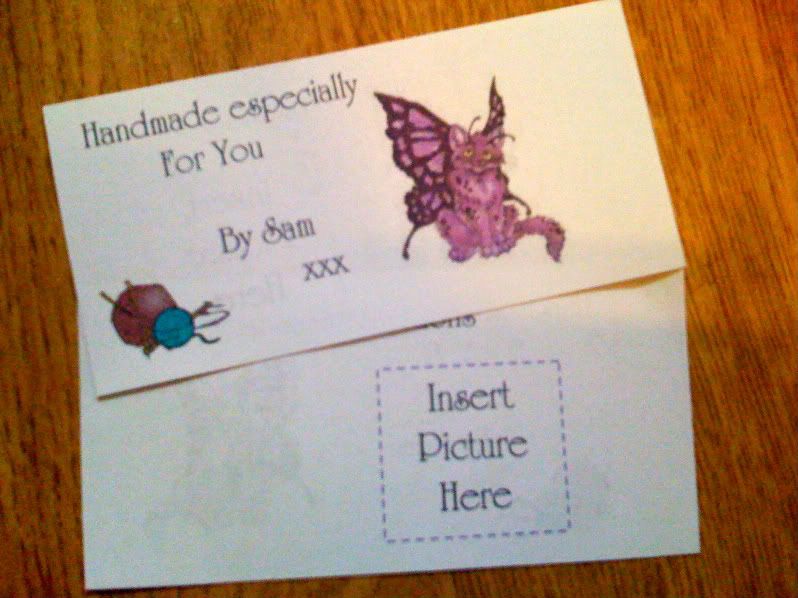 Handmade especially
For You
By Sam
xxx
Insert
Picture
Here